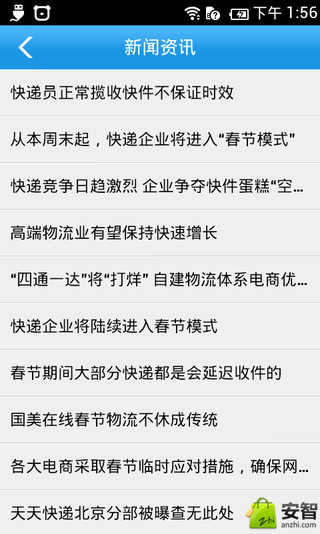 下午 1:56
新闻资讯
快递员正常揽收快件不保证时效
从本周末起，快递企业将进入“春节模式”
快递竞争日趋激烈 企业争夺快件蛋糕“空...
高端物流业有望保持快速增长
“四通一达”将“打烊” 自建物流体系电商优...
快递企业将陆续进入春节模式
春节期间大部分快递都是会延迟收件的
国美在线春节物流不休成传统
各大电商采取春节临时应对措施，确保网...
天天快递北京分部被曝查无此处
安智
anzhi.com